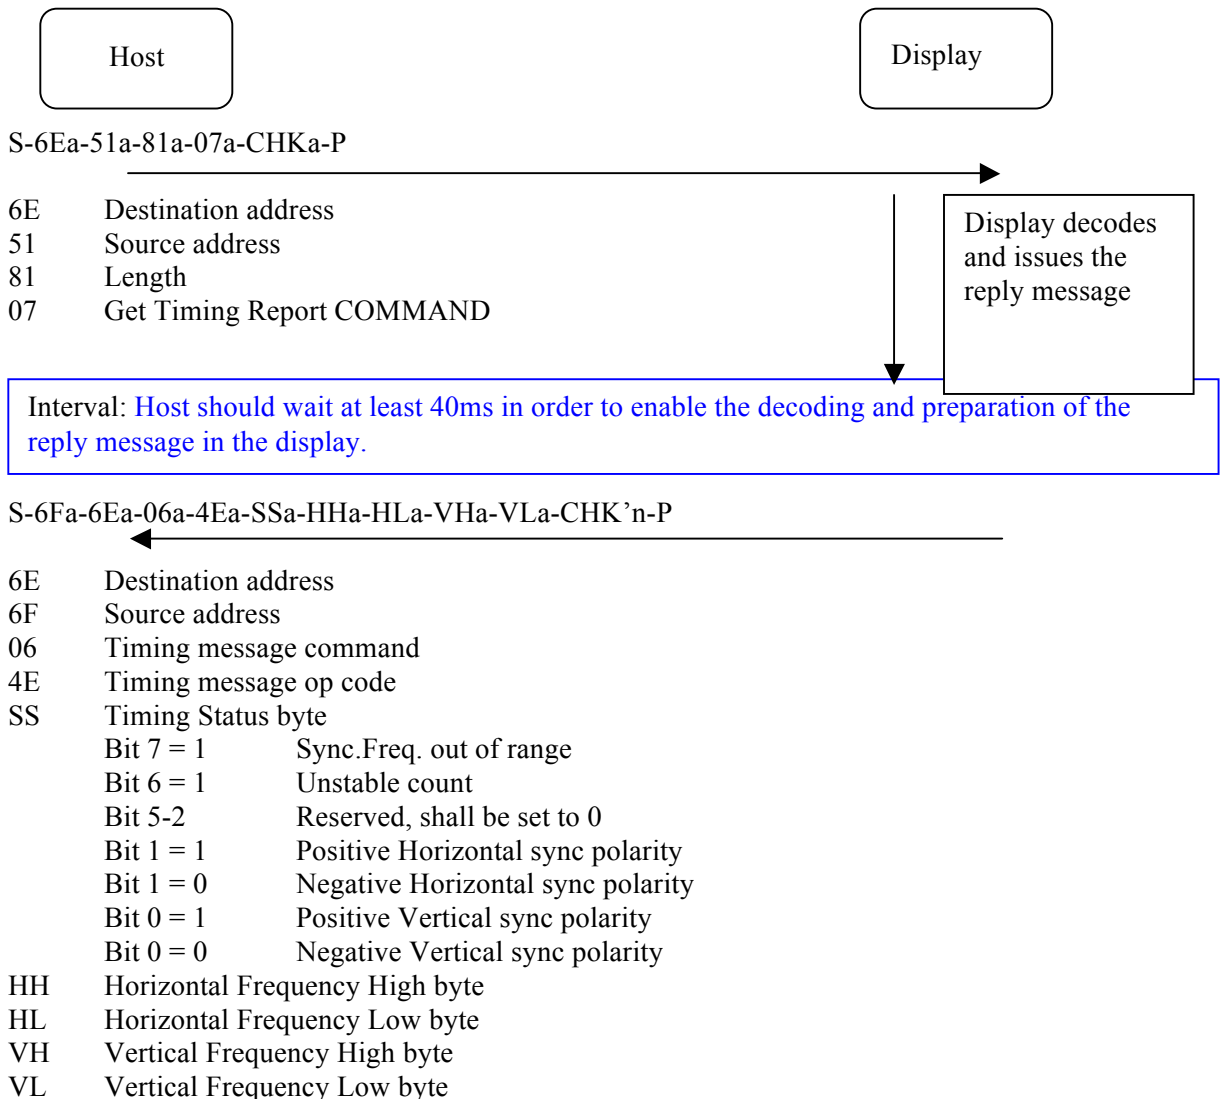 Host
Display
S-6Ea-51a-81a-07a-CHKa-P
6E Destination address
51 Source address
81 Length
07 Get Timing Report COMMAND
Display decodes
and issues the
reply message
Interval: Host should wait at least 40ms in order to enable the decoding and preparation of the
reply message in the display.
S-6Fa-6Ea-06a-4Ea-SSa-HHa-HLa-VHa-VLa-CHK’n-P
6E Destination address
6F Source address
06 Timing message command
4E Timing message op code
SS Timing Status byte
Bit 7 = 1 Sync.Freq. out of range
Bit 6 = 1 Unstable count
Bit 5-2 Reserved, shall be set to 0
Bit 1 = 1 Positive Horizontal sync polarity
Bit 1 = 0 Negative Horizontal sync polarity
Bit 0 = 1 Positive Vertical sync polarity
Bit 0 = 0 Negative Vertical sync polarity
HH Horizontal Frequency High byte
HL Horizontal Frequency Low byte
VH Vertical Frequency High byte
VL Vertical Frequency Low byte